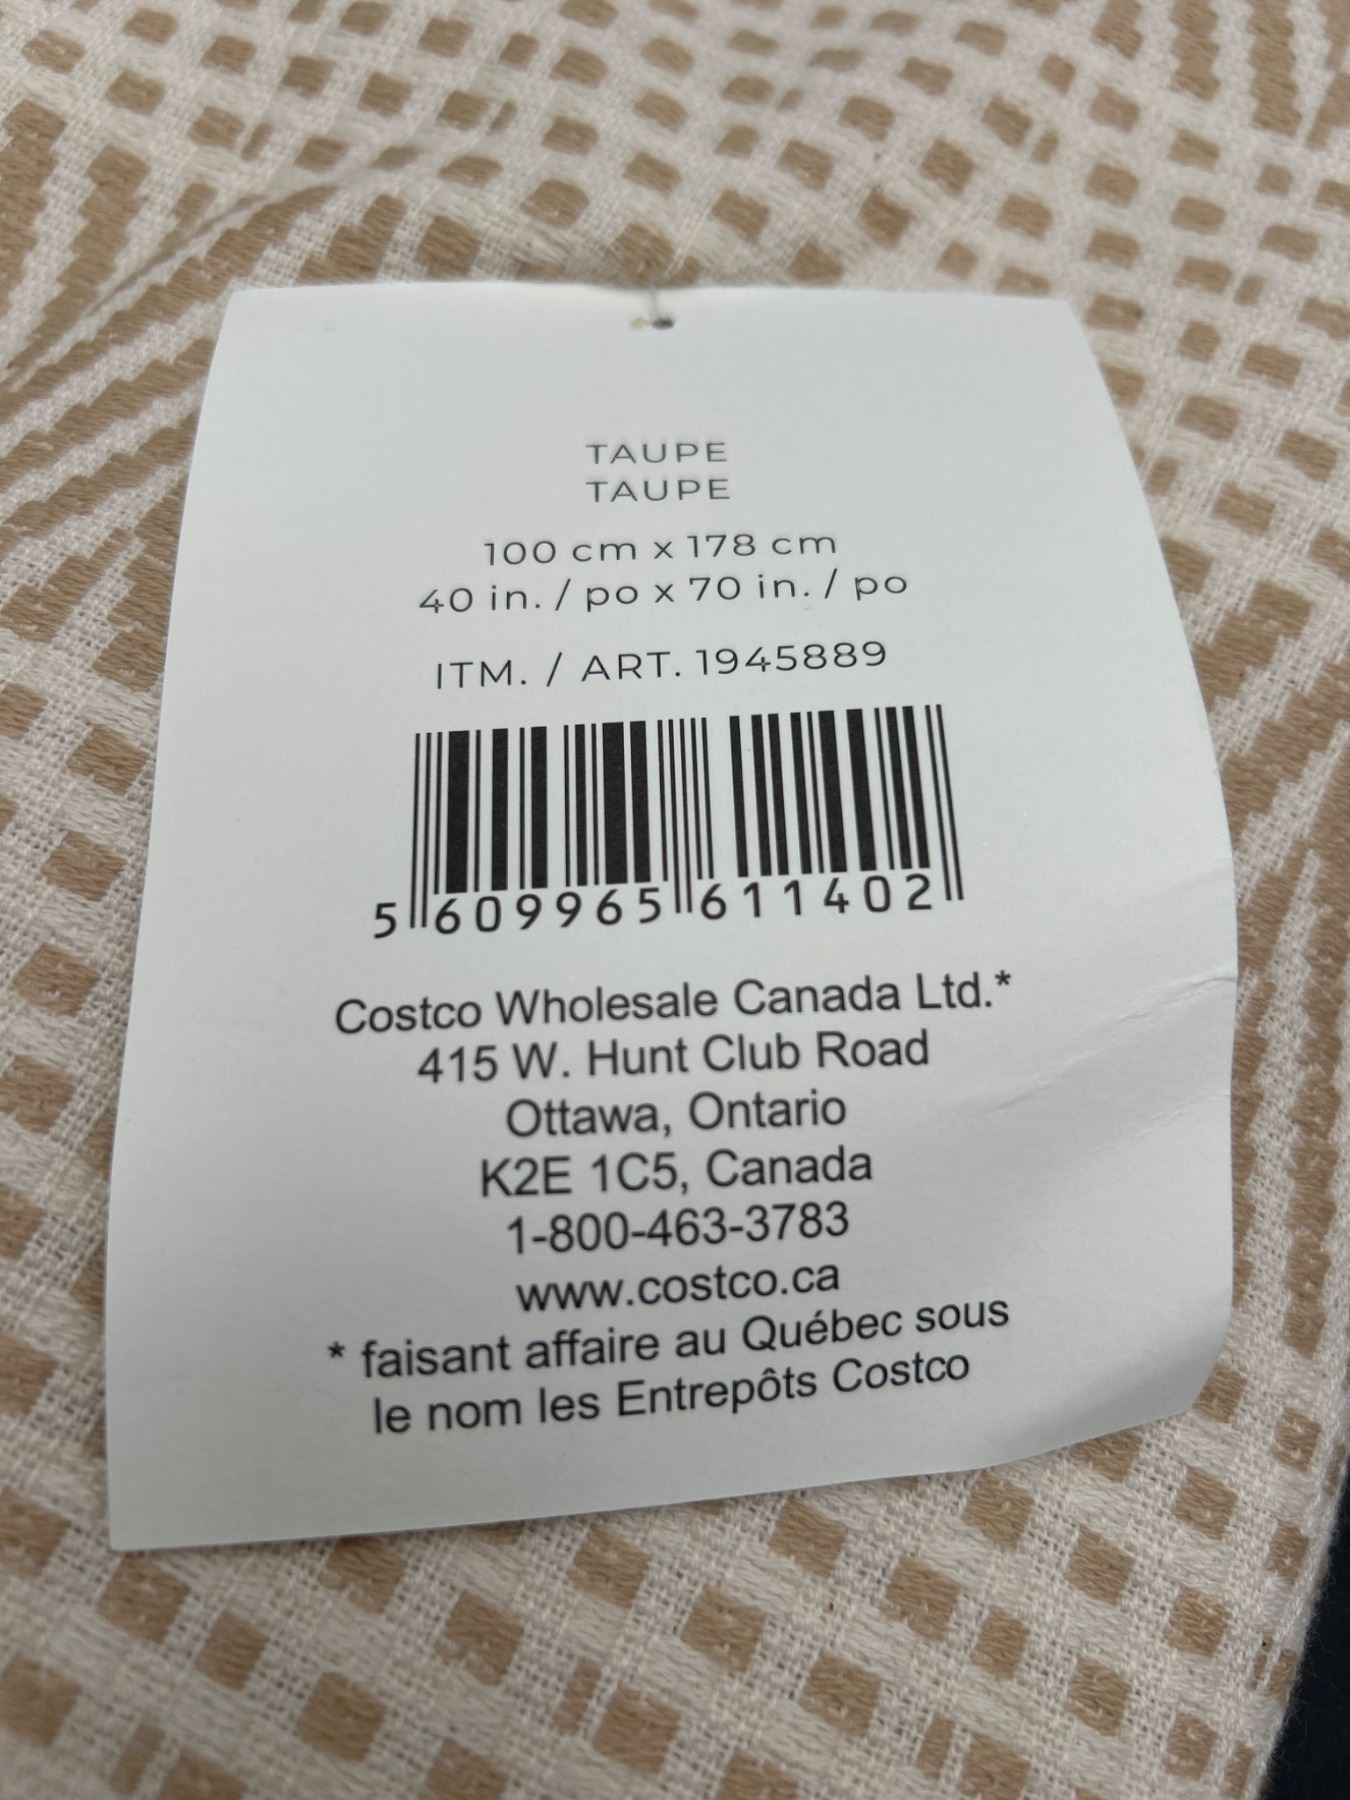 TAUPE
TAUPE
100 cm x 178 cm
40 in. / po x 70 in. / po
ITM. / ART. 1945889
5 609965 611402
Costco Wholesale Canada Ltd.*
415 W. Hunt Club Road
Ottawa, Ontario
K2E 1C5, Canada
1-800-463-3783
www.costco.ca
* faisant affaire au Québec sous
le nom les Entrepôts Costco